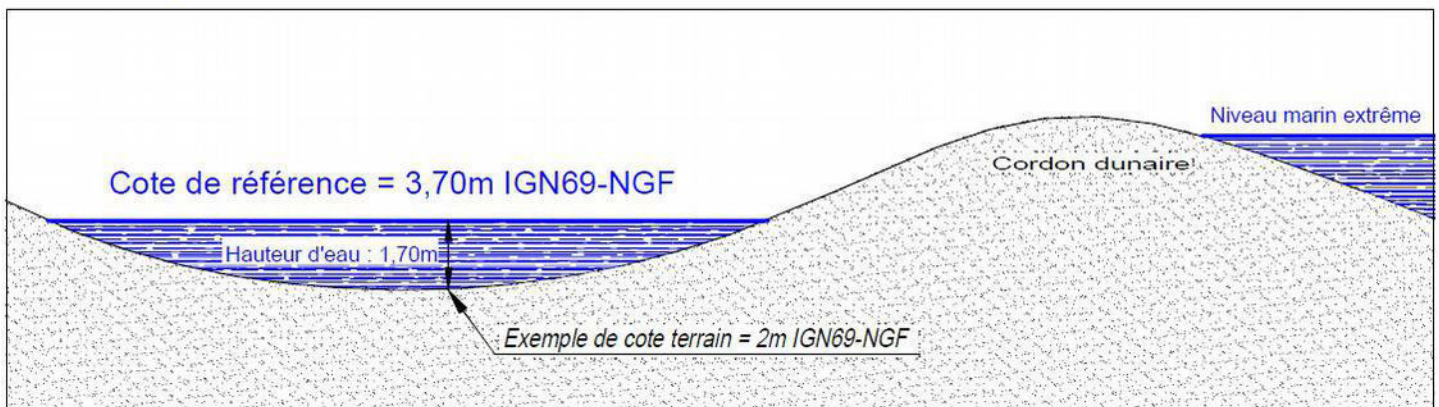 Niveau marin extrême
Cordon dunaire
Cote de référence = 3,70m IGN69-NGF
Hauteur d'eau : 1,70m
Exemple de cote terrain = 2m IGN69-NGF